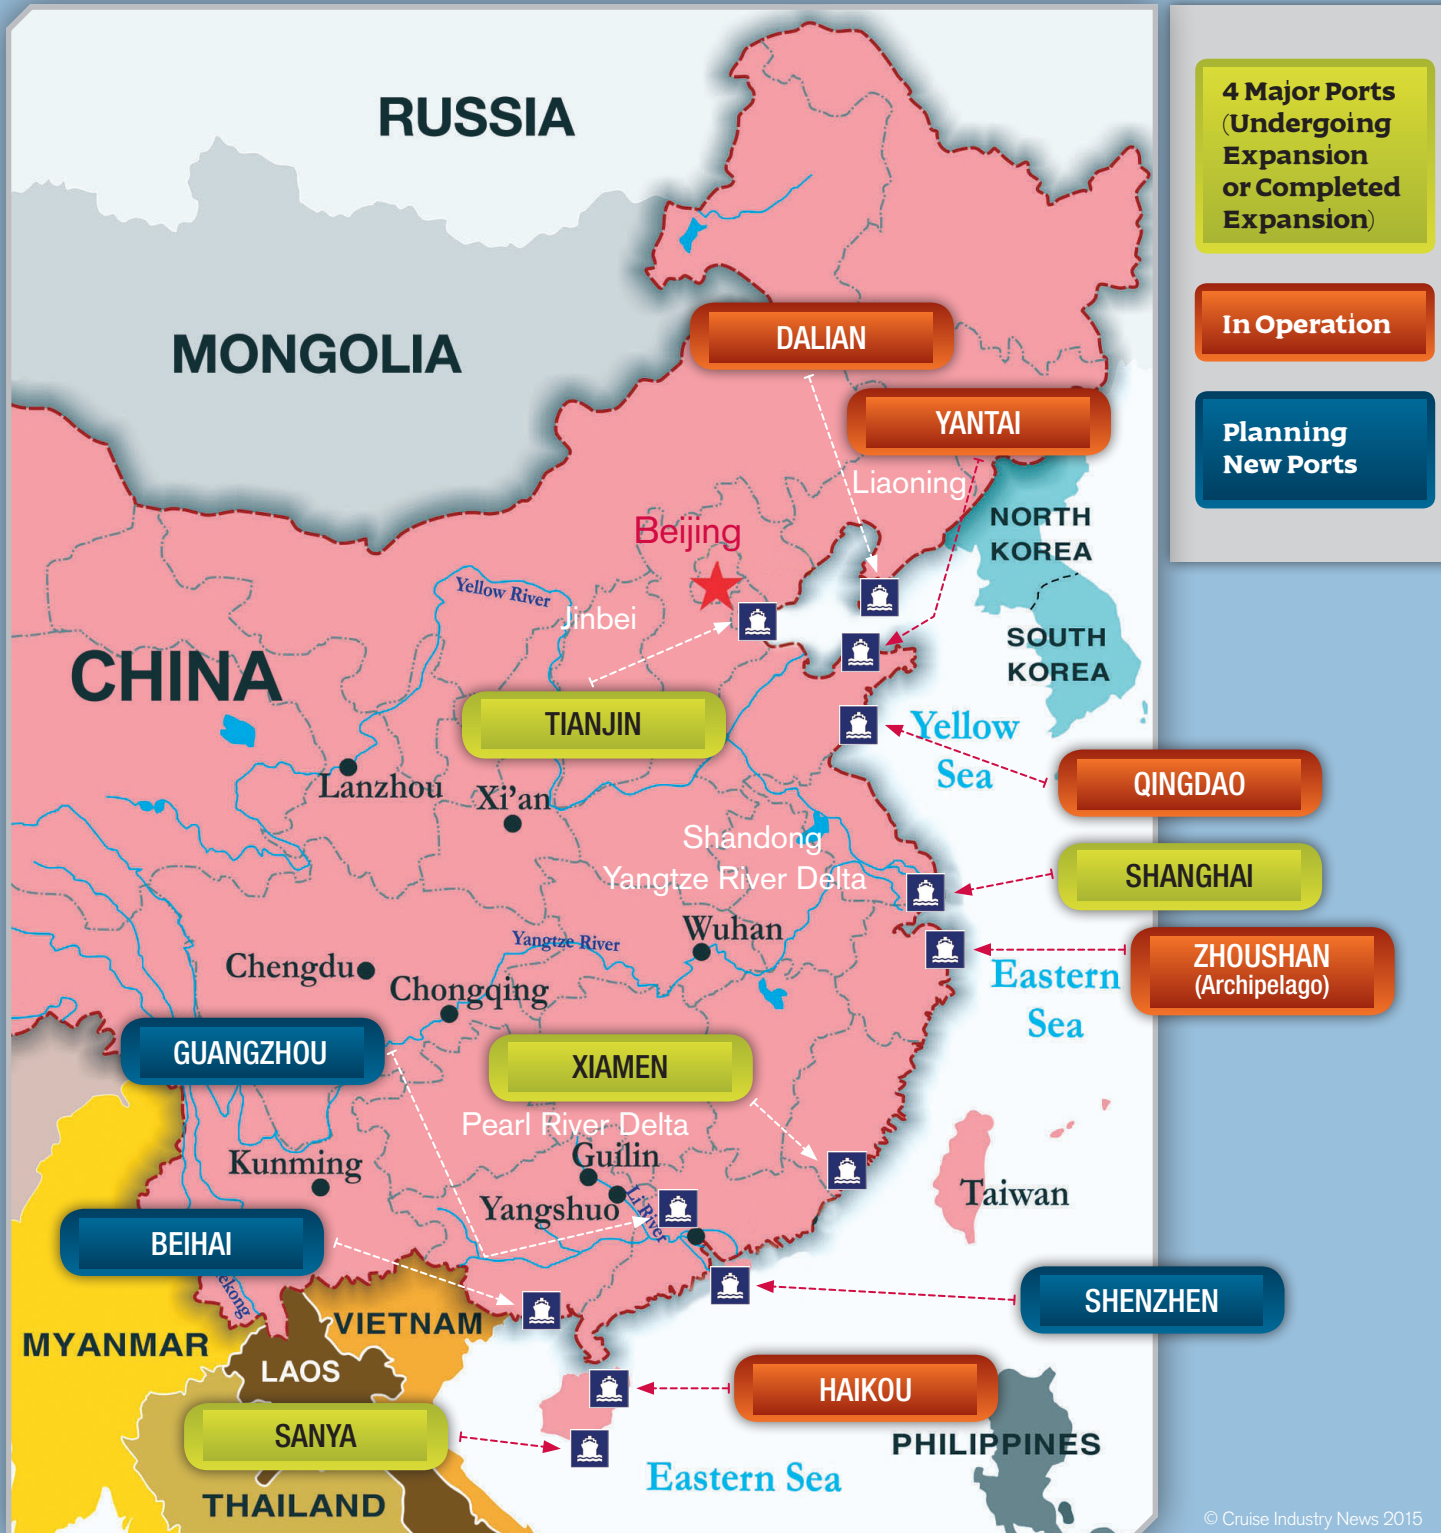 RUSSIA
4 Major Ports
(Undergoing
Expansion
or Completed
Expansion)
In Operation
DALIAN
MONGOLIA
YANTAI
Planning
New Ports
Liaoning
NORTH
KOREA
Beijing
Yellow River
Jinbei
SOUTH
KOREA
CHINA
TIANJIN
Yellow
Sea
QINGDAO
Lanzhou
Xi'an
Shandong
Yangtze River Delta
SHANGHAI
Wuhan
Yangtze River
ZHOUSHAN
(Archipelago)
Chengdu
Chongqing
Eastern
Sea
GUANGZHOU
XIAMEN
Pearl River Delta
Guilin
Kunming
Yangshuo
Li River
Taiwan
BEIHAI
ekong
SHENZHEN
VIETNAM
MYANMAR
LAOS
HAIKOU
SANYA
PHILIPPINES
Eastern Sea
THAILAND
© Cruise Industry News 2015